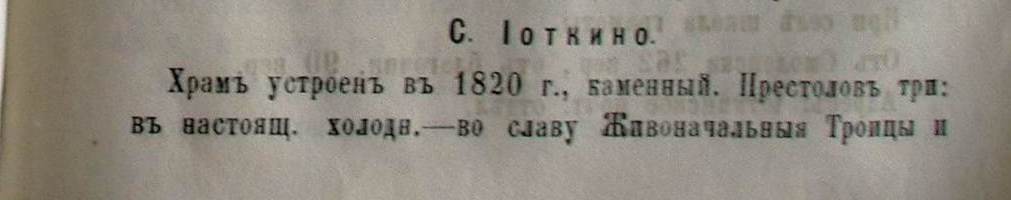 С. Іоткино.
Храмъ устроенъ въ 1820 г., каменный. Престоловъ три:
въ настоящ. холодн.—во славу Живоначальныя Троицы и